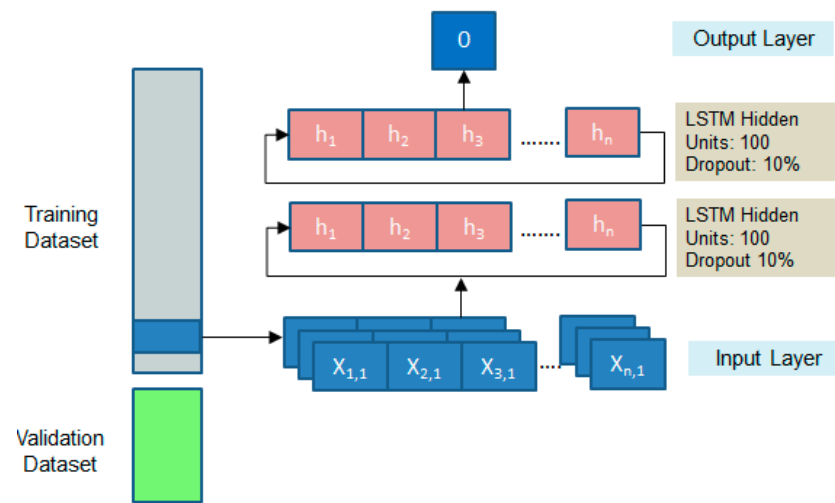 0
Output Layer
h1 h2 h3 ....... hn
LSTM Hidden
Units: 100
Dropout: 10%
Training
Dataset
h1 h2 h3 ....... hn
LSTM Hidden
Units: 100
Dropout 10%
X1,1 X2,1 X3,1 ..... Xn,1
Input Layer
Validation
Dataset